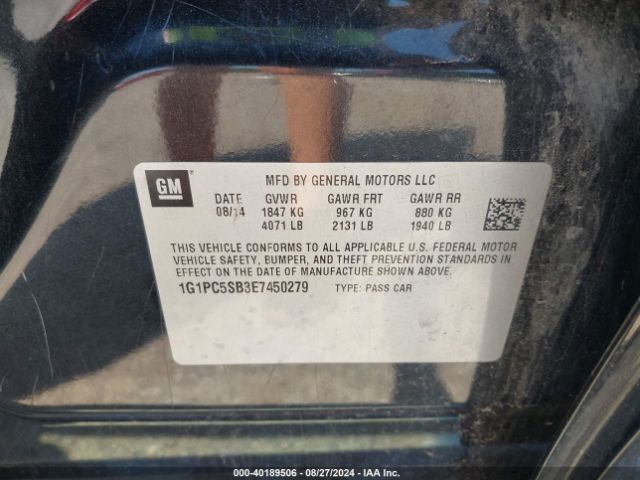 GM
MFD BY GENERAL MOTORS LLC
DATE GVWR GAWR FRT GAWR RR
08/14 1847 KG 967 KG 880 KG
4071 LB 2131 LB 1940 LB
THIS VEHICLE CONFORMS TO ALL APPLICABLE U.S. FEDERAL MOTOR
VEHICLE SAFETY, BUMPER, AND THEFT PREVENTION STANDARDS IN
EFFECT ON THE DATE OF MANUFACTURE SHOWN ABOVE.
1G1PC5SB3E7450279 TYPE: PASS CAR
000-40189506 - 08/27/2024 - IAA Inc.